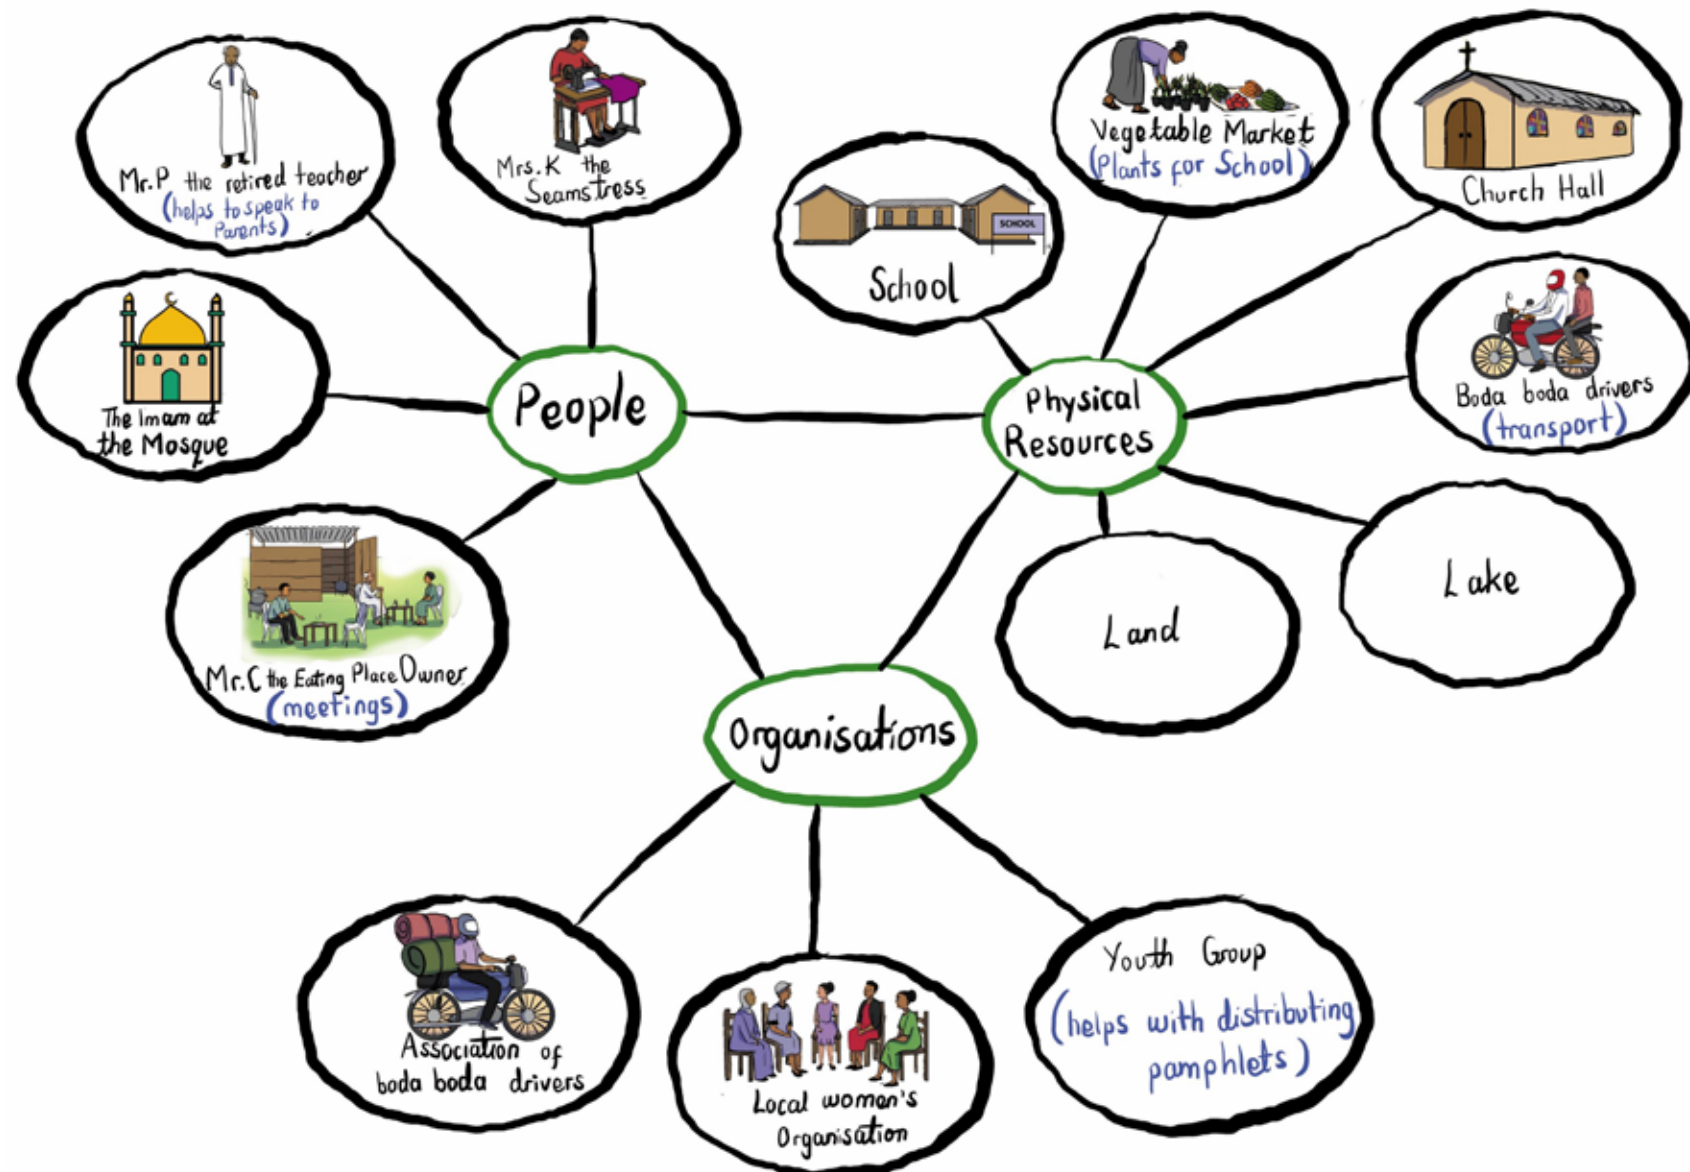 Mr.P the retired teacher
(helps to speak to
Parents)
Mrs.K the
Seamstress
The Imam at
the Mosque
Mr.C the Eating Place Owner
(meetings)
People
SCHOOL
School
Vegetable Market
(Plants for School)
Church Hall
Boda boda drivers
(transport)
Physical
Resources
Land
Lake
Organisations
Association of
boda boda drivers
Local women's
Organisation
Youth Group
(helps with distributing
pamphlets)